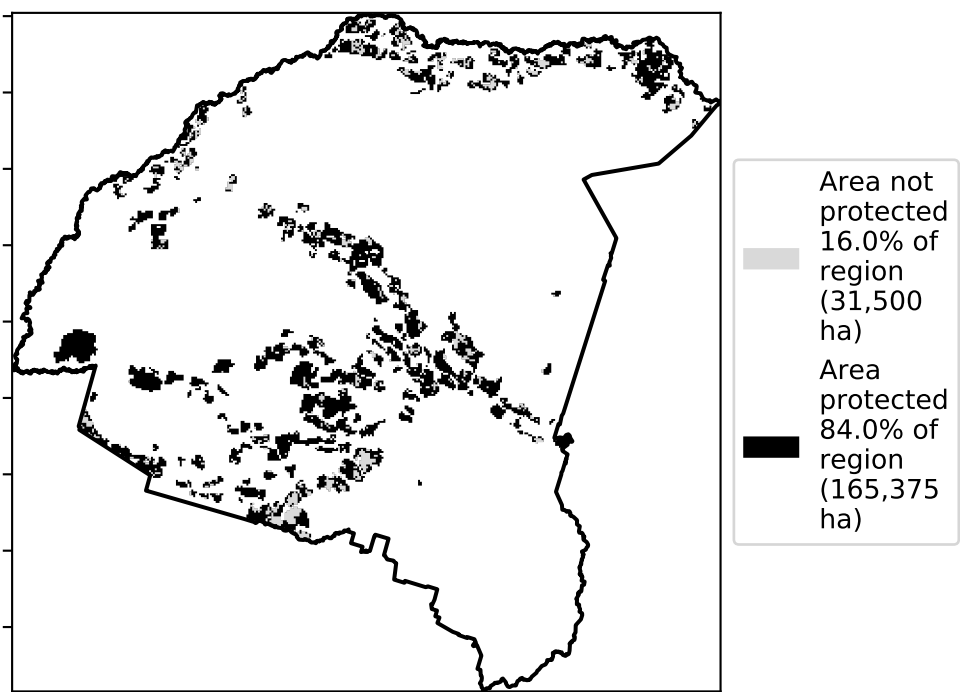 Area not
protected
16.0% of
region
(31,500
ha)
Area
protected
84.0% of
region
(165,375
ha)